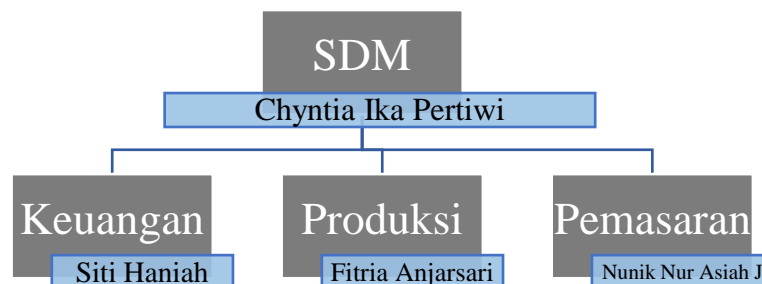 SDM
Chyntia Ika Pertiwi
Keuangan
Produksi
Pemasaran
Siti Haniah
Fitria Anjarsari
Nunik Nur Asiah J